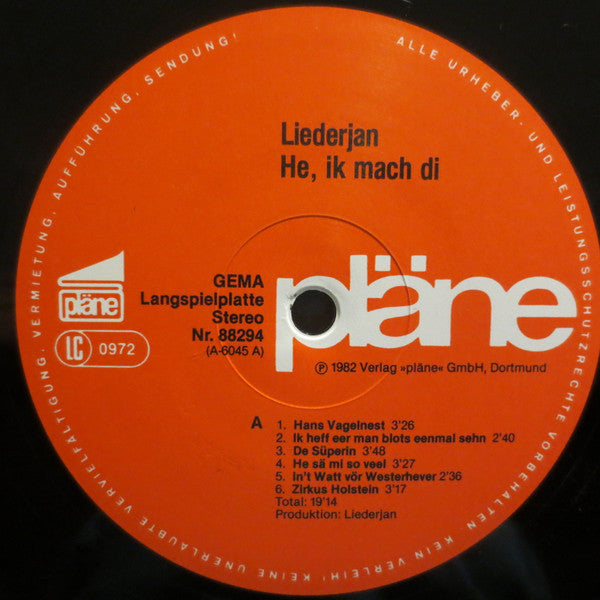 ALLE URHEBER- UND LEISTUNGSSCHUTZRECHTE VORBEHALTEN. KEIN VERLEIH! KEINE UNERLAUBTE VERVIELFÄLTIGUNG, VERMIETUNG, AUFFÜHRUNG, SENDUNG!
Liederjan
He, ik mach di
pläne
LC 0972
GEMA
Langspielplatte
Stereo
Nr. 88294
(A-6045 A)
pläne
Ⓟ 1982 Verlag »pläne« GmbH, Dortmund
A
1. Hans Vagelnest 3'26
2. Ik heff eer man blots eenmal sehn 2'40
3. De Süperin 3'48
4. He sä mi so veel 3'27
5. In't Watt vör Westerhever 2'36
6. Zirkus Holstein 3'17
Total: 19'14
Produktion: Liederjan